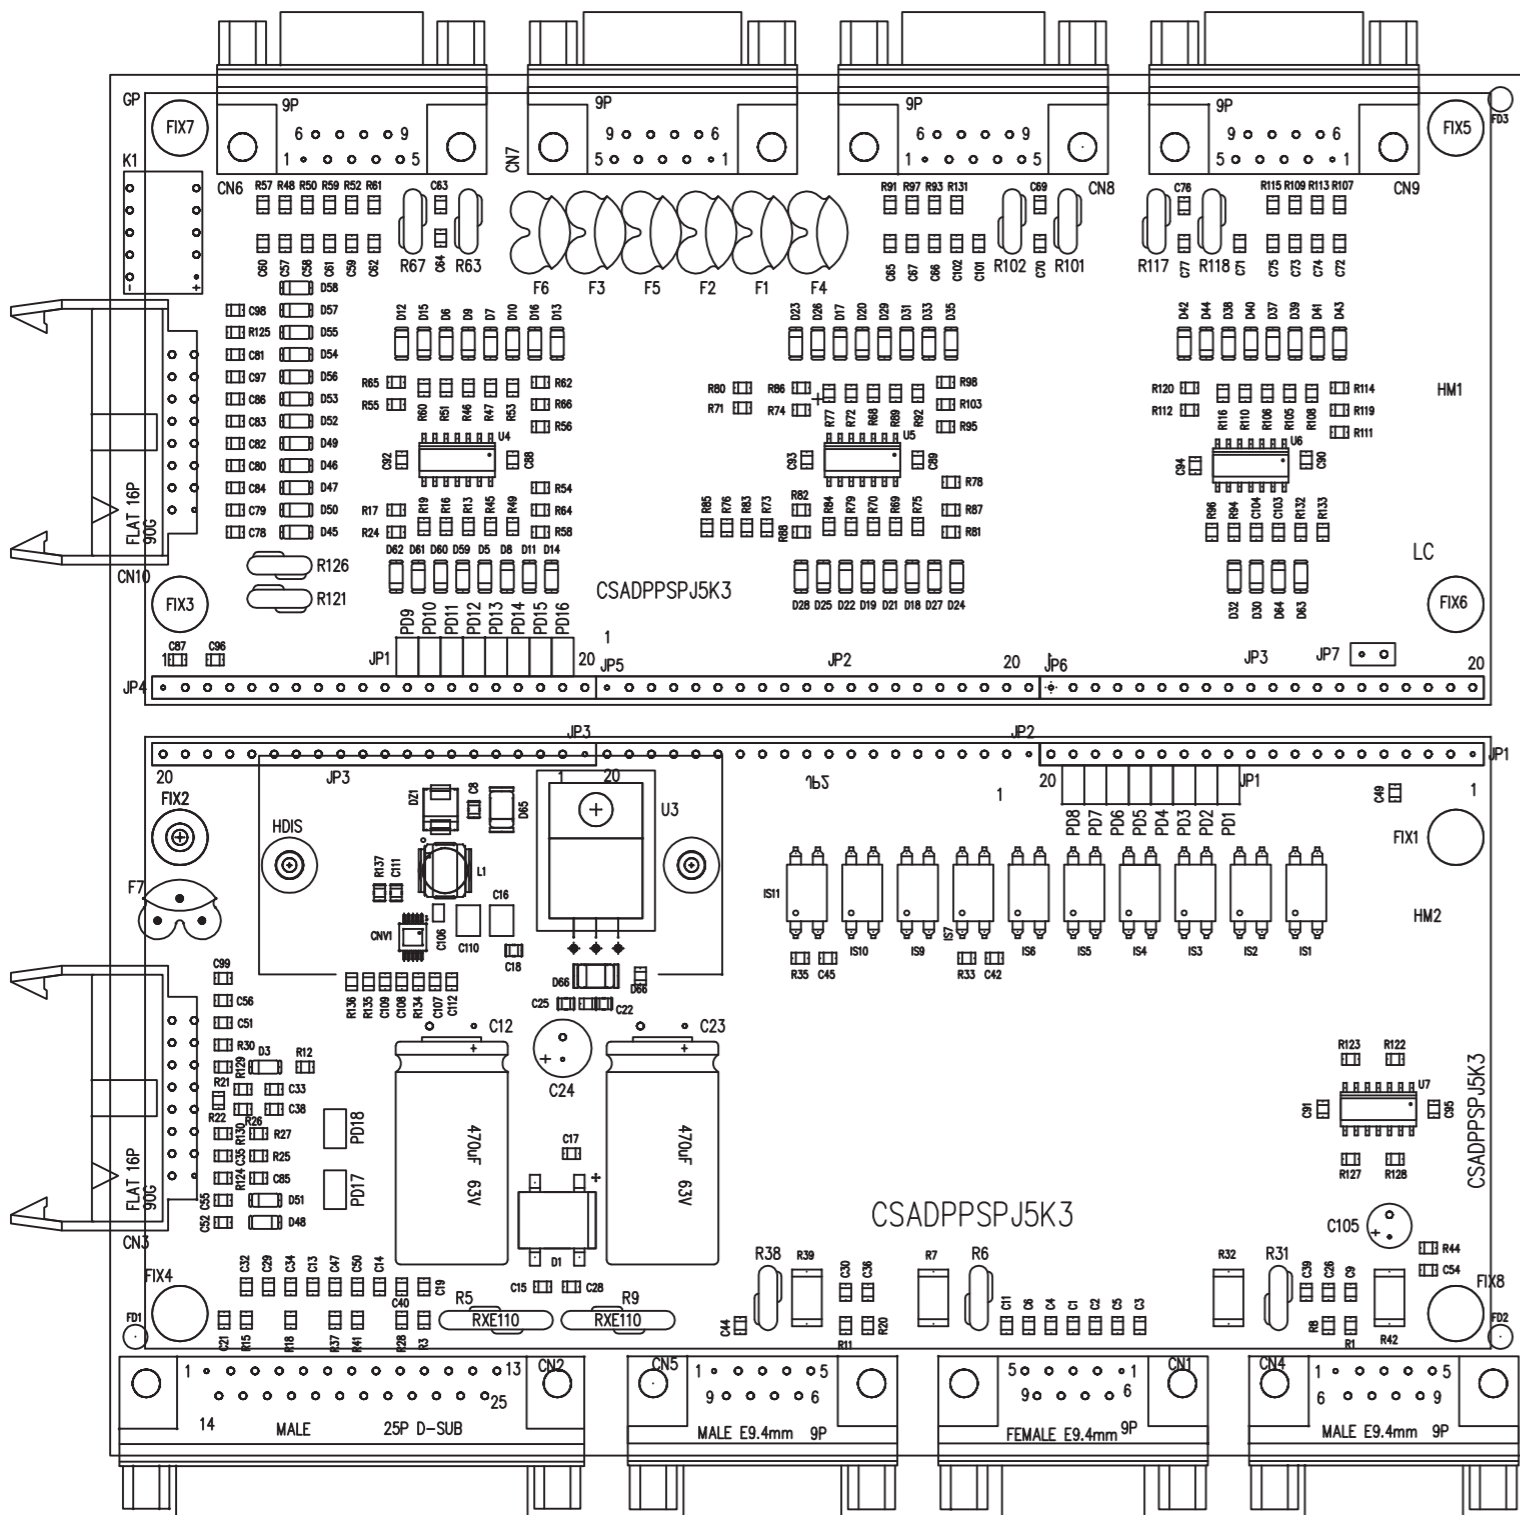 GP
FIX7
9P
6 9
1 5
CN6
9P
9 6
5 1
CN7
9P
6 9
1 5
CN8
9P
9 6
5 1
CN9
FIX5
FD3
K1
- +
R57 R48 R50 R59 R52 R61
C63
C60 C57 C58 C61 C59 C62
C64
R67 R63
F6 F3 F5 F2 F1 F4
R91 R97 R93 R131
C69
C65 C67 C66 C102 C101
R102 C70 R101
C76
R115 R109 R113 R107
R117 C77 R118 C71 C75 C73 C74 C72
D58
C98 D57
R125 D55
C81 D54
C97 D56
C86 D53
C83 D52
C82 D49
C80 D46
C84 D47
C79 D50
C78 D45
D12 D15 D6 D9 D7 D10 D16 D13
D23 D26 D17 D20 D29 D31 D33 D35
D42 D44 D38 D40 D37 D39 D41 D43
R65 R62
R55 R66
R60 R51 R46 R47 R53
R56
U4
C92 C88
R54
R17 R64
R24 R58
R19 R16 R13 R45 R49
D62 D61 D60 D59 D5 D8 D11 D14
R80 R86 R98
R71 R74 R103
+
R77 R72 R68 R89 R92
R95
U5
C93 C89
R78
R82 R87
R88 R81
R85 R76 R83 R73
R84 R79 R70 R69 R75
D28 D25 D22 D19 D21 D18 D27 D24
R120 R114
R112 R119
R111
R116 R110 R106 R105 R108
U6
C94 C90
R96 R94 C104 C103 R132 R133
D32 D30 D64 D63
HM1
LC
FIX6
FLAT 16P
90G
CN10
R126
R121
FIX3
CSADPPSPJ5K3
PD9 PD10 PD11 PD12 PD13 PD14 PD15 PD16
C87 C96
1 JP1 20
1
JP5 JP2 20
JP6 JP3 JP7 20
1
JP4
JP3 JP2 JP1
20 JP3
1 20
JP2 1
20 JP1 1
FIX2
HDIS
DZ1 C8 D65
U3
L1
R137 C111
C16
CNV1
C106 C110
C18
F7
PD8 PD7 PD6 PD5 PD4 PD3 PD2 PD1
C49
FIX1
HM2
IS11 IS10 IS9 IS7 IS6 IS5 IS4 IS3 IS2 IS1
R35 C45
R33 C42
C99
C56
C51
R30
R129
D3 R12
R21
C33
C38
R22
R26
R130
R27
C35
R25
R124
C85
C55
D51
C52
D48
R136 R135 C109 C108 R134 C107 C112
D66 D66
C25 C22
C12
+
470uF 63V
C24
+
C23
+
470uF 63V
PD18
PD17
C17
+
D1
C15 C28
FLAT 16P
90G
CN3
FIX4
FD1
C32 C29 C34 C13 C47 C50 C14
C40
C19
C21 R15 R18 R37 R41 R28 R3
R5
RXE110
R9
RXE110
CSADPPSPJ5K3
R38 R39
C30 C36
C44
R11 R20
R7 R6
C11 C6 C4 C1 C2 C5 C3
R32 R31
C39 C26 C9
R8 R1
R42
R123 R122
U7
C91 C95
R127 R128
C105
+
R44
C54
FIX8
FD2
CSADPPSPJ5K3
1 13
14 25
CN2
MALE 25P D-SUB
CN5
1 5
9 6
MALE E9.4mm 9P
5 1
9 6
CN1
FEMALE E9.4mm 9P
CN4
1 5
6 9
MALE E9.4mm 9P